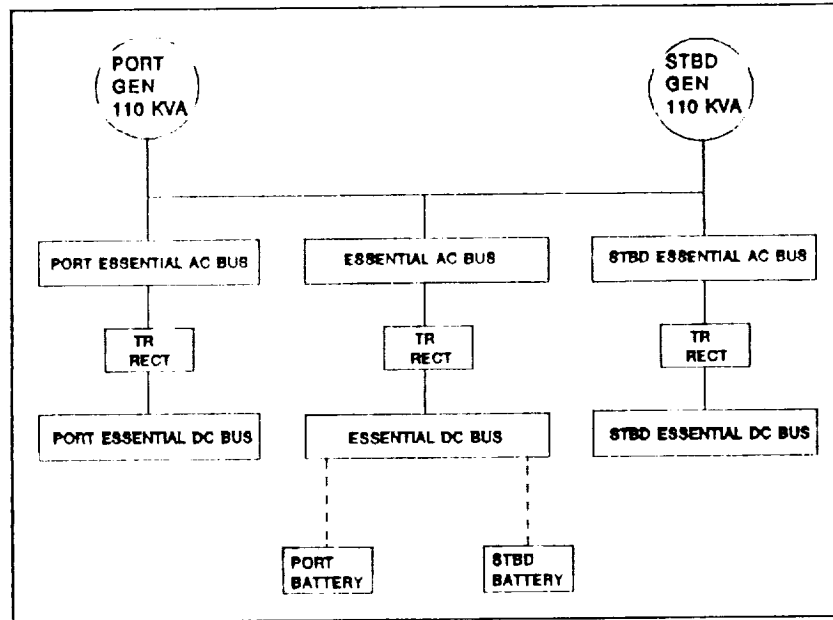 PORT
GEN
110 KVA
STBD
GEN
110 KVA
PORT ESSENTIAL AC BUS
ESSENTIAL AC BUS
STBD ESSENTIAL AC BUS
TR
RECT
TR
RECT
TR
RECT
PORT ESSENTIAL DC BUS
ESSENTIAL DC BUS
STBD ESSENTIAL DC BUS
PORT
BATTERY
STBD
BATTERY